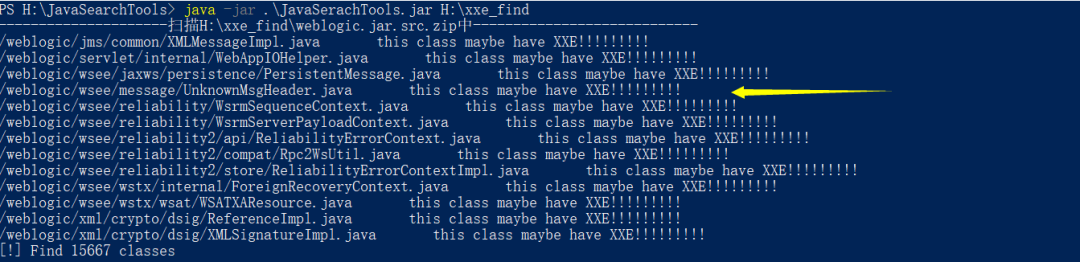 PS H:\JavaSearchTools> java -jar .\JavaSerachTools.jar H:\xxe_find
---------------------扫描H:\xxe_find\weblogic.jar.src.zip中----------------------------
/weblogic/jms/common/XMLMessageImpl.java this class maybe have XXE!!!!!!!!!
/weblogic/servlet/internal/WebAppIOHelper.java this class maybe have XXE!!!!!!!!!
/weblogic/wsee/jaxws/persistence/PersistentMessage.java this class maybe have XXE!!!!!!!!!
/weblogic/wsee/message/UnknownMsgHeader.java this class maybe have XXE!!!!!!!!!
/weblogic/wsee/reliability/WsrmSequenceContext.java this class maybe have XXE!!!!!!!!!
/weblogic/wsee/reliability/WsrmServerPayloadContext.java this class maybe have XXE!!!!!!!!!
/weblogic/wsee/reliability2/api/ReliabilityErrorContext.java this class maybe have XXE!!!!!!!!!
/weblogic/wsee/reliability2/compat/Rpc2WsUtil.java this class maybe have XXE!!!!!!!!!
/weblogic/wsee/reliability2/store/ReliabilityErrorContextImpl.java this class maybe have XXE!!!!!!!!!
/weblogic/wsee/wstx/internal/ForeignRecoveryContext.java this class maybe have XXE!!!!!!!!!
/weblogic/wsee/wstx/wsat/WSATXAResource.java this class maybe have XXE!!!!!!!!!
/weblogic/xml/crypto/dsig/ReferenceImpl.java this class maybe have XXE!!!!!!!!!
/weblogic/xml/crypto/dsig/XMLSignatureImpl.java this class maybe have XXE!!!!!!!!!
[!] Find 15667 classes